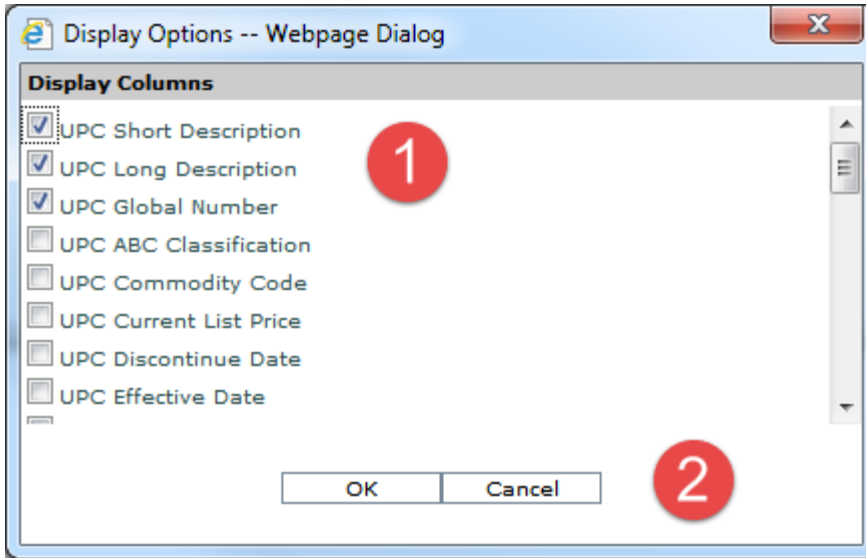 Display Options -- Webpage Dialog
Display Columns
UPC Short Description
UPC Long Description
1
UPC Global Number
UPC ABC Classification
UPC Commodity Code
UPC Current List Price
UPC Discontinue Date
UPC Effective Date
OK Cancel
2